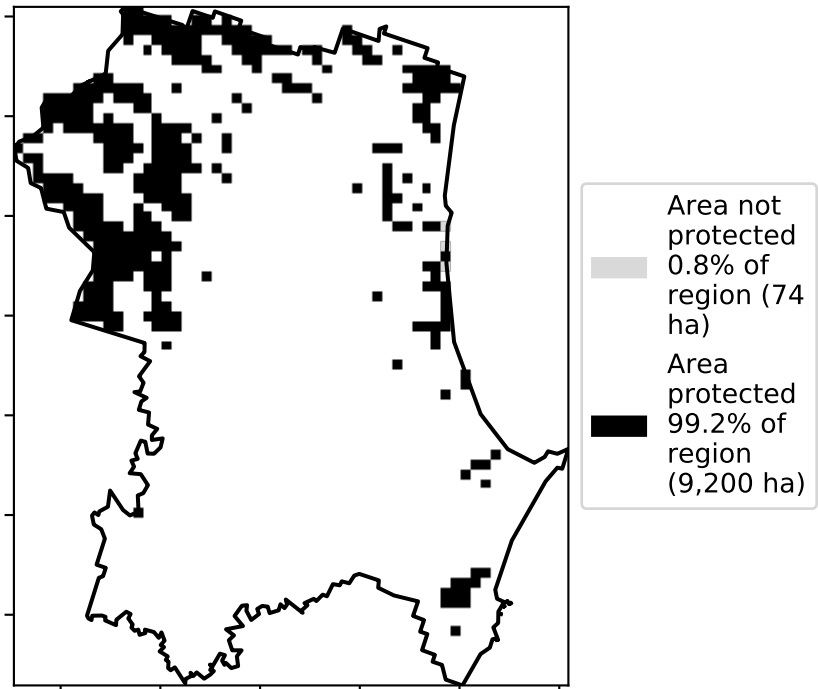 Area not
protected
0.8% of
region (74
ha)
Area
protected
99.2% of
region
(9,200 ha)